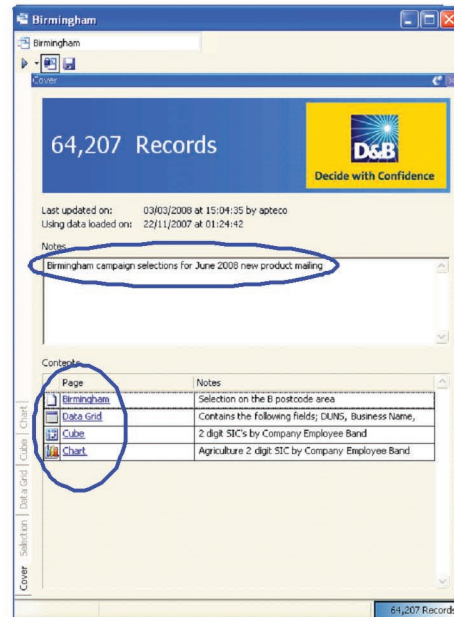 Birmingham
Birmingham
Cover
64,207 Records
D&B
Decide with Confidence
Last updated on: 03/03/2008 at 15:04:35 by apteco
Using data loaded on: 22/11/2007 at 01:24:42
Notes
Birmingham campaign selections for June 2008 new product mailing
Contents
Page Notes
Birmingham Selection on the B postcode area
Data Grid Contains the following fields; DUNS, Business Name,
Cube 2 digit SIC's by Company Employee Band
Chart Agriculture 2 digit SIC by Company Employee Band
Chart
Cube
Data Grid
Selection
Cover
64,207 Records